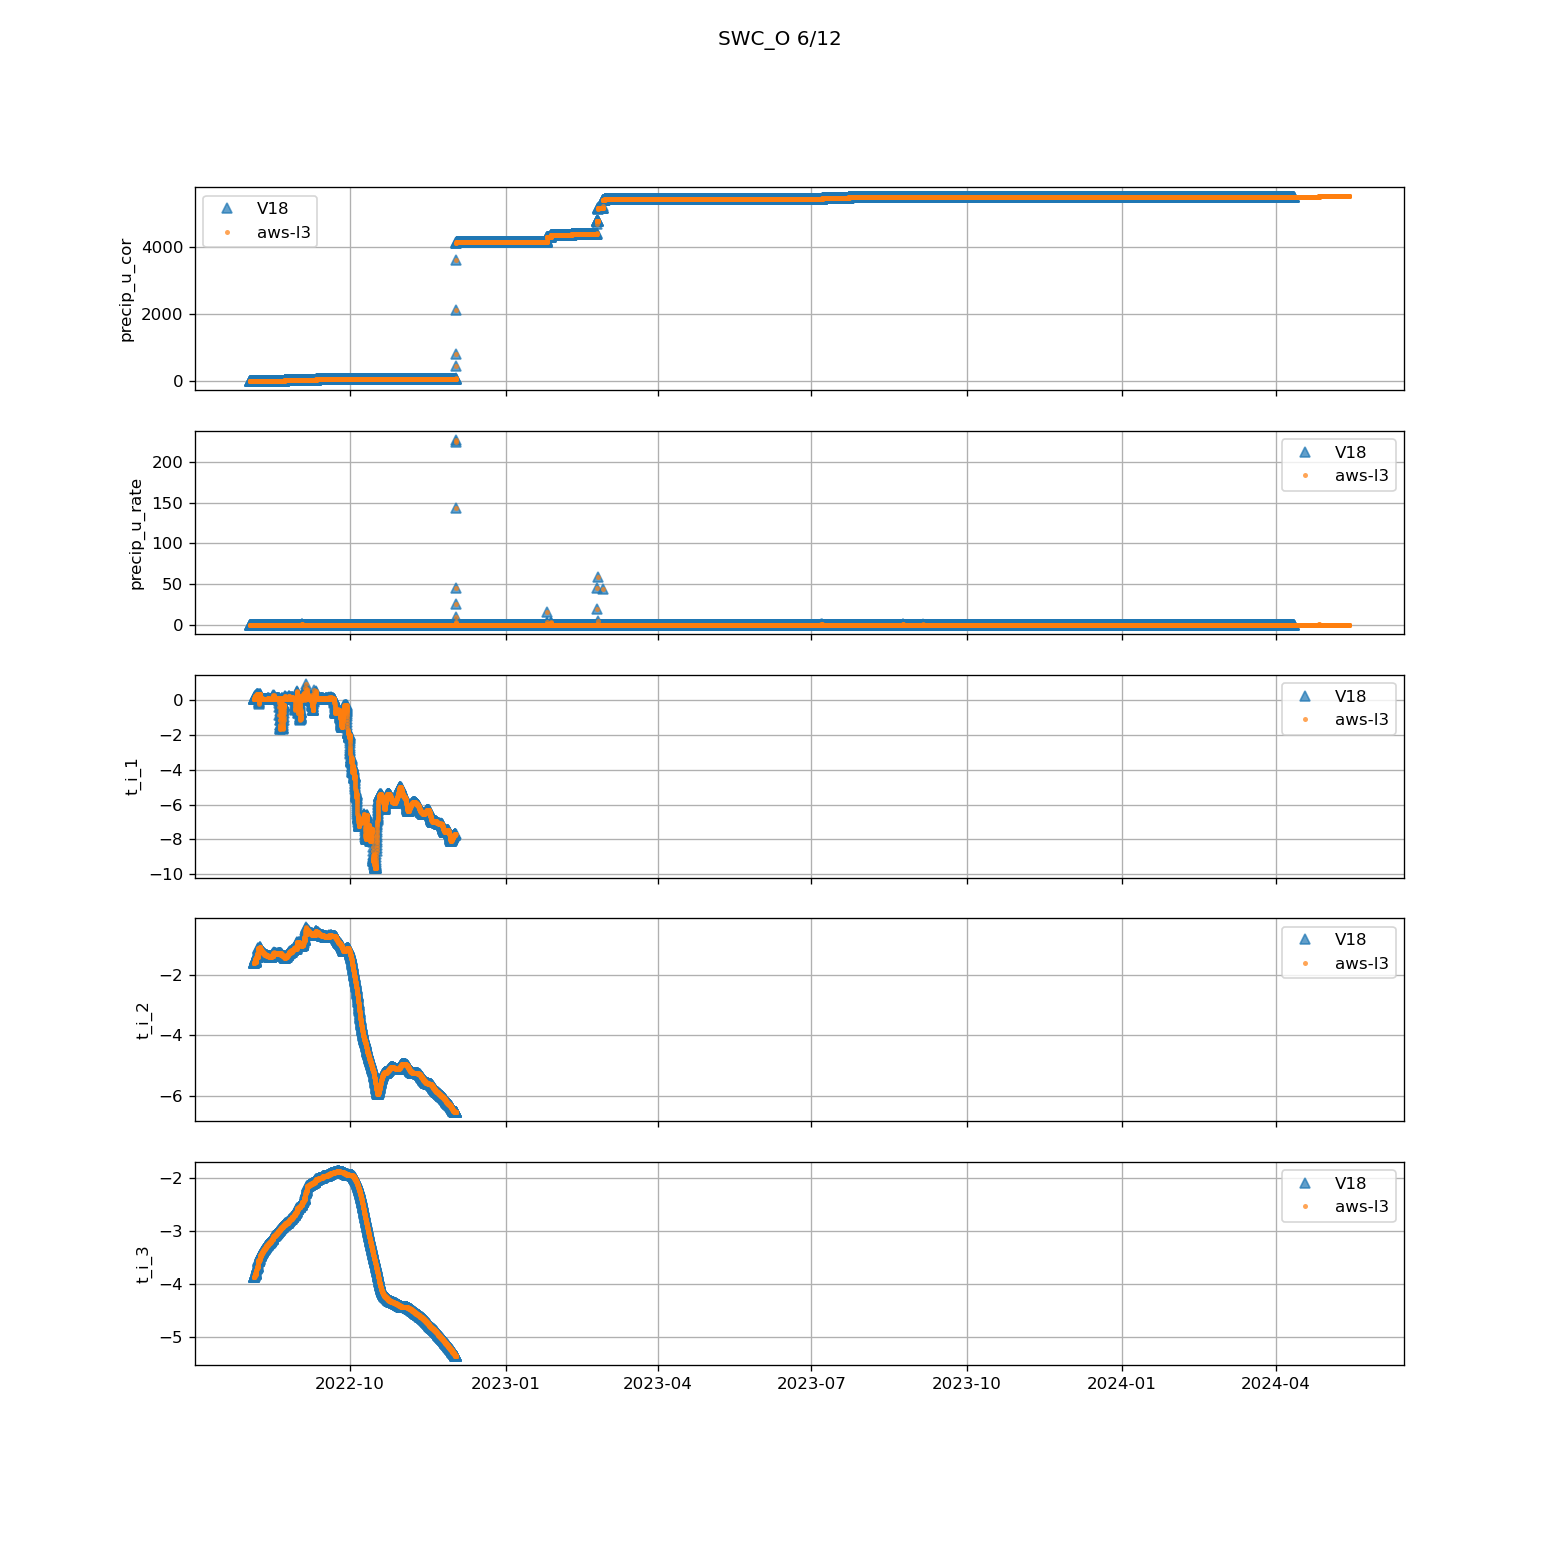 SWC_O 6/12
V18
aws-l3
4000
2000
0
precip_u_cor
V18
aws-l3
200
150
100
50
0
precip_u_rate
V18
aws-l3
0
−2
−4
−6
−8
−10
t_i_1
V18
aws-l3
−2
−4
−6
t_i_2
V18
aws-l3
−2
−3
−4
−5
t_i_3
2022-10 2023-01 2023-04 2023-07 2023-10 2024-01 2024-04